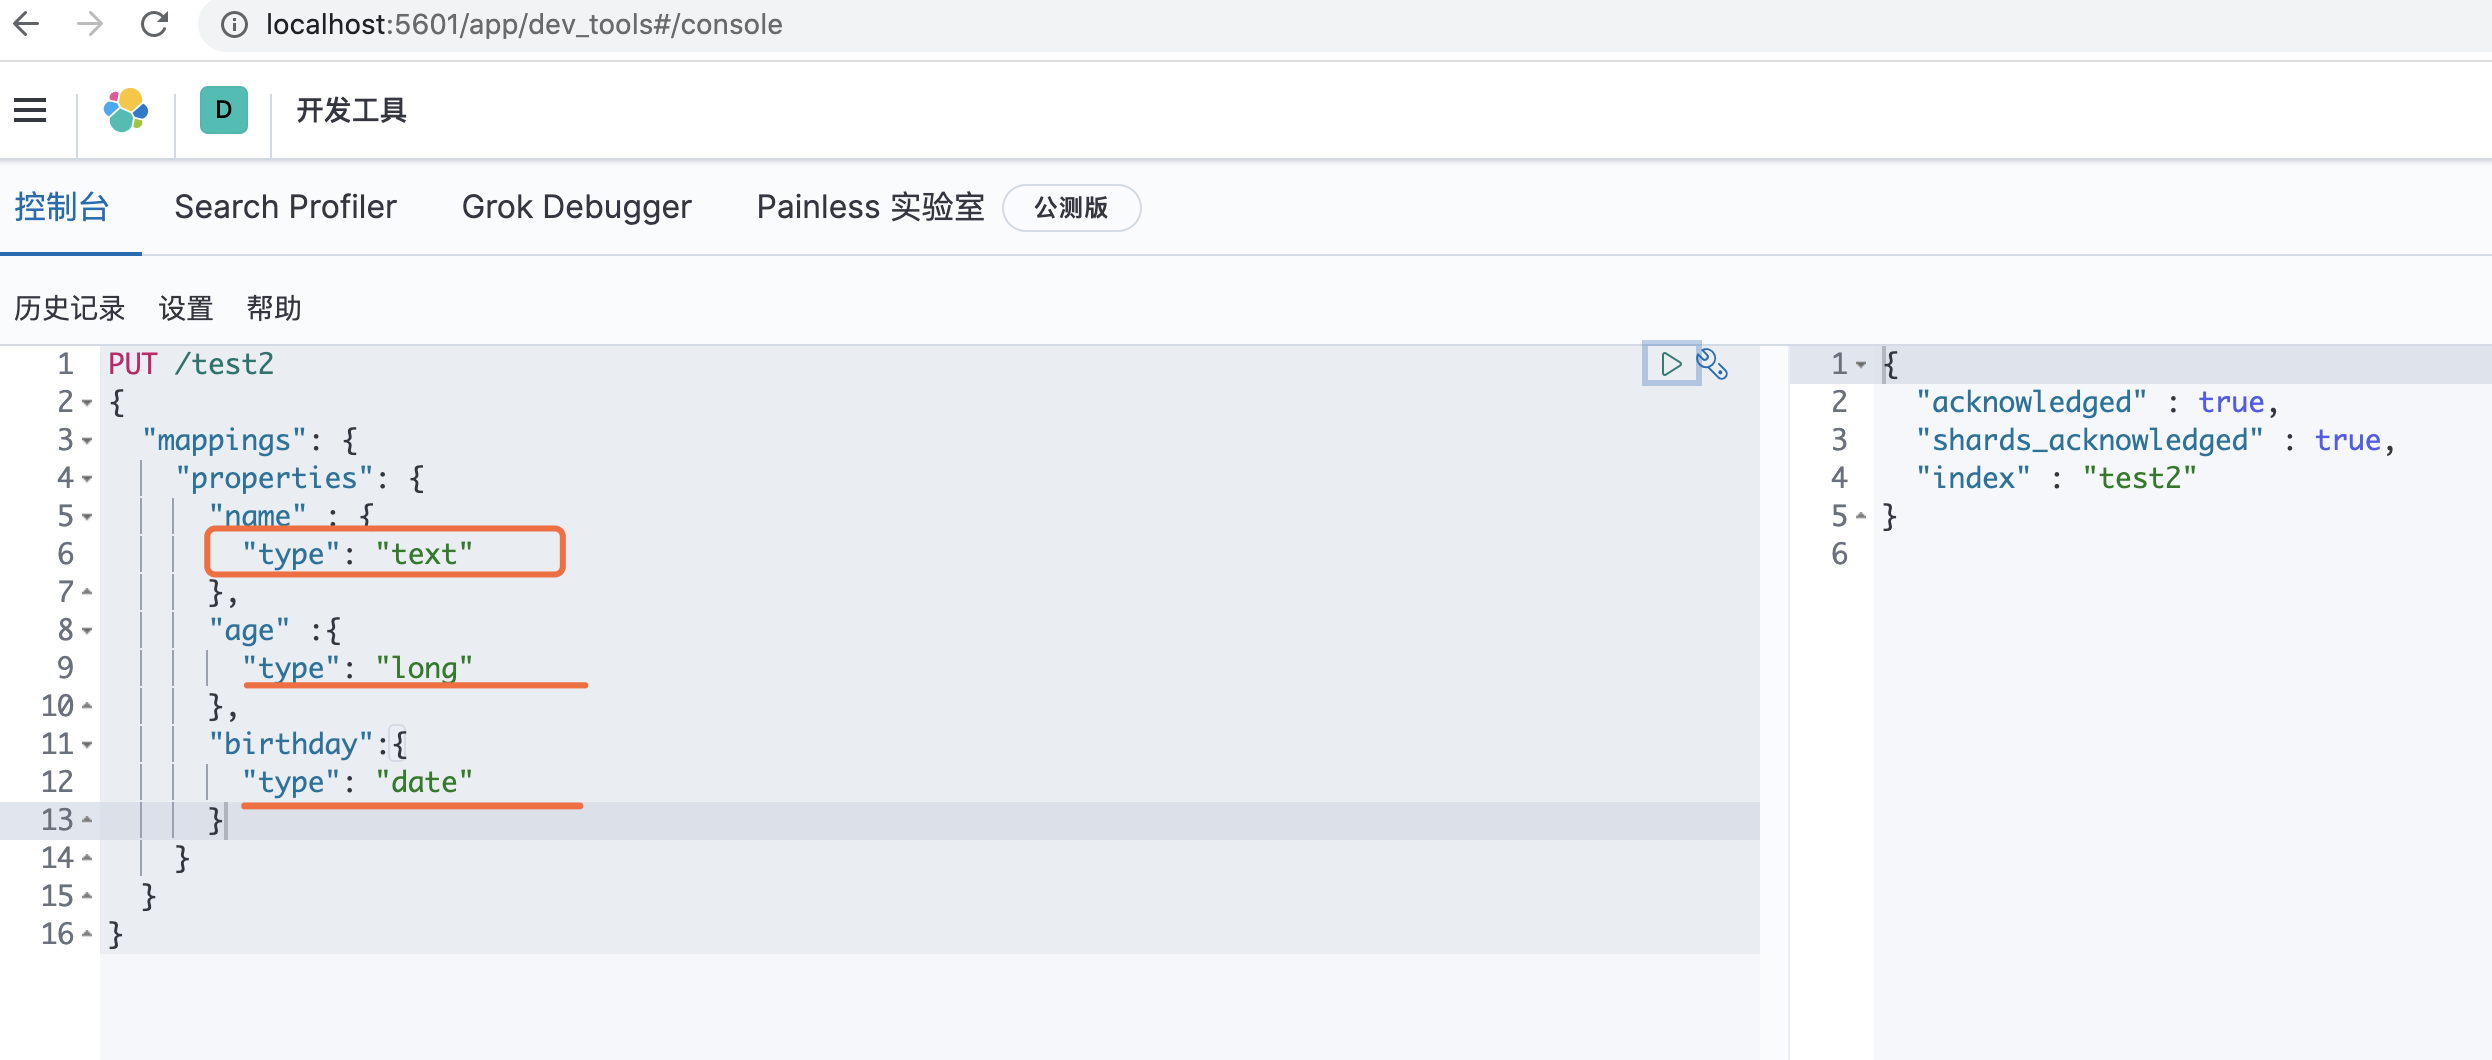 localhost:5601/app/dev_tools#/console
D 开发工具
控制台 Search Profiler Grok Debugger Painless 实验室 公测版
历史记录 设置 帮助
1 PUT /test2
2 {
3 "mappings": {
4 "properties": {
5 "name" : {
6 "type": "text"
7 },
8 "age" :{
9 "type": "long"
10 },
11 "birthday":{
12 "type": "date"
13 }
14 }
15 }
16 }
1 {
2 "acknowledged" : true,
3 "shards_acknowledged" : true,
4 "index" : "test2"
5 }
6